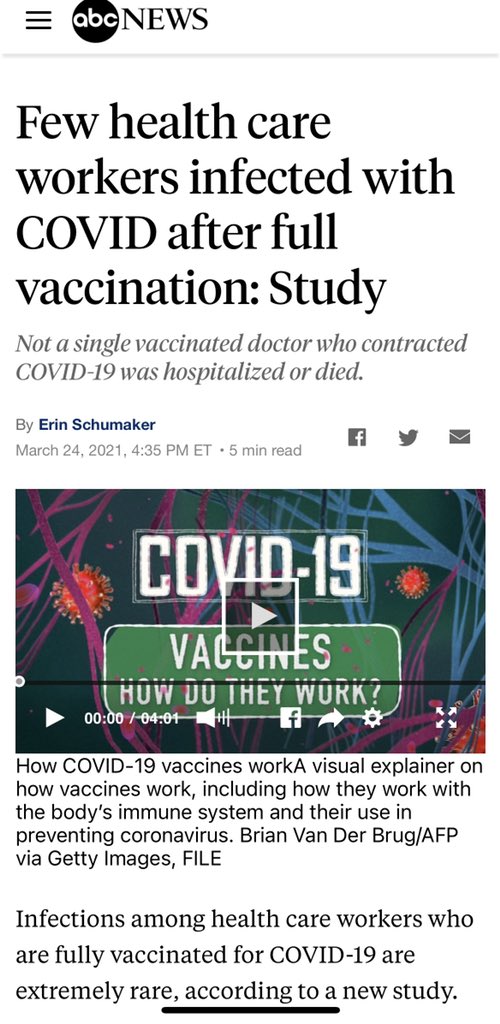 abc NEWS
Few health care
workers infected with
COVID after full
vaccination: Study
Not a single vaccinated doctor who contracted
COVID-19 was hospitalized or died.
By Erin Schumaker
March 24, 2021, 4:35 PM ET • 5 min read
COVID-19
VACCINES
HOW DO THEY WORK?
00:00 / 04:01
How COVID-19 vaccines workA visual explainer on
how vaccines work, including how they work with
the body's immune system and their use in
preventing coronavirus. Brian Van Der Brug/AFP
via Getty Images, FILE
Infections among health care workers who
are fully vaccinated for COVID-19 are
extremely rare, according to a new study.